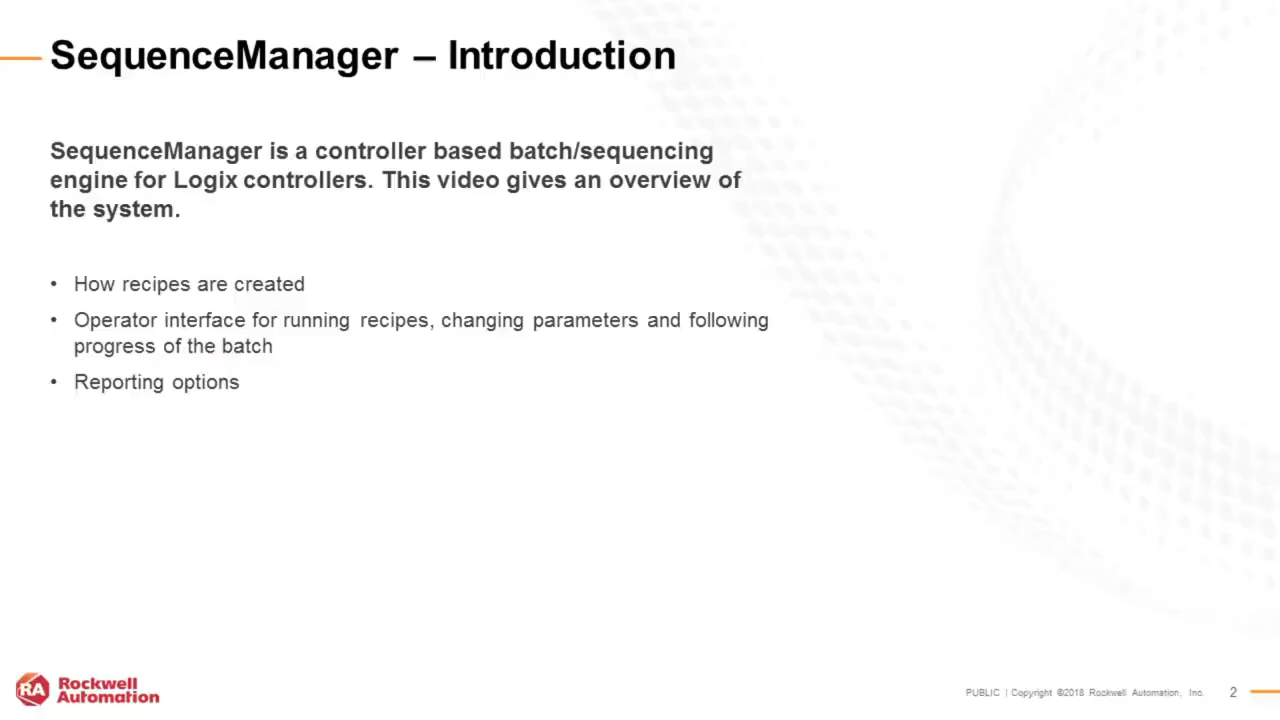 SequenceManager – Introduction
SequenceManager is a controller based batch/sequencing
engine for Logix controllers. This video gives an overview of
the system.
• How recipes are created
• Operator interface for running recipes, changing parameters and following
progress of the batch
• Reporting options
RA
Rockwell
Automation
PUBLIC | Copyright ©2018 Rockwell Automation, Inc. 2